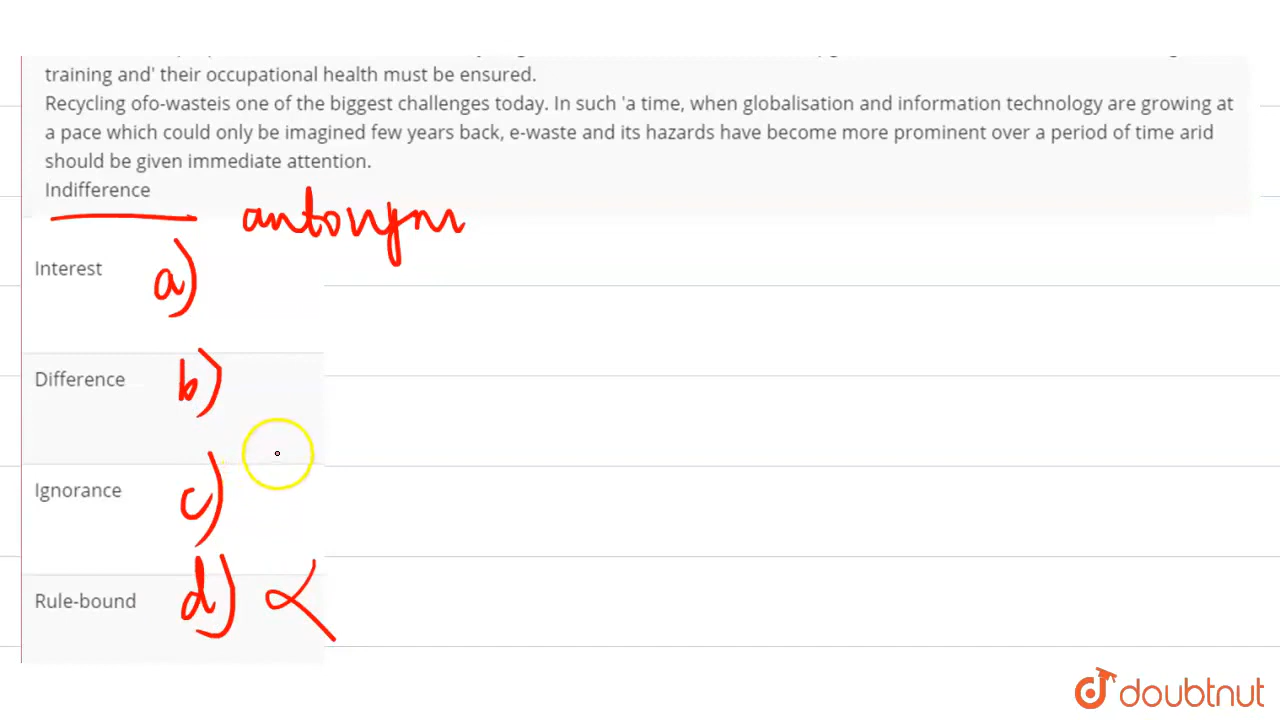 training and' their occupational health must be ensured.
Recycling ofo-wasteis one of the biggest challenges today. In such 'a time, when globalisation and information technology are growing at
a pace which could only be imagined few years back, e-waste and its hazards have become more prominent over a period of time arid
should be given immediate attention.
Indifference
antonym
Interest a)
Difference b)
Ignorance c)
Rule-bound d)
doubtnut